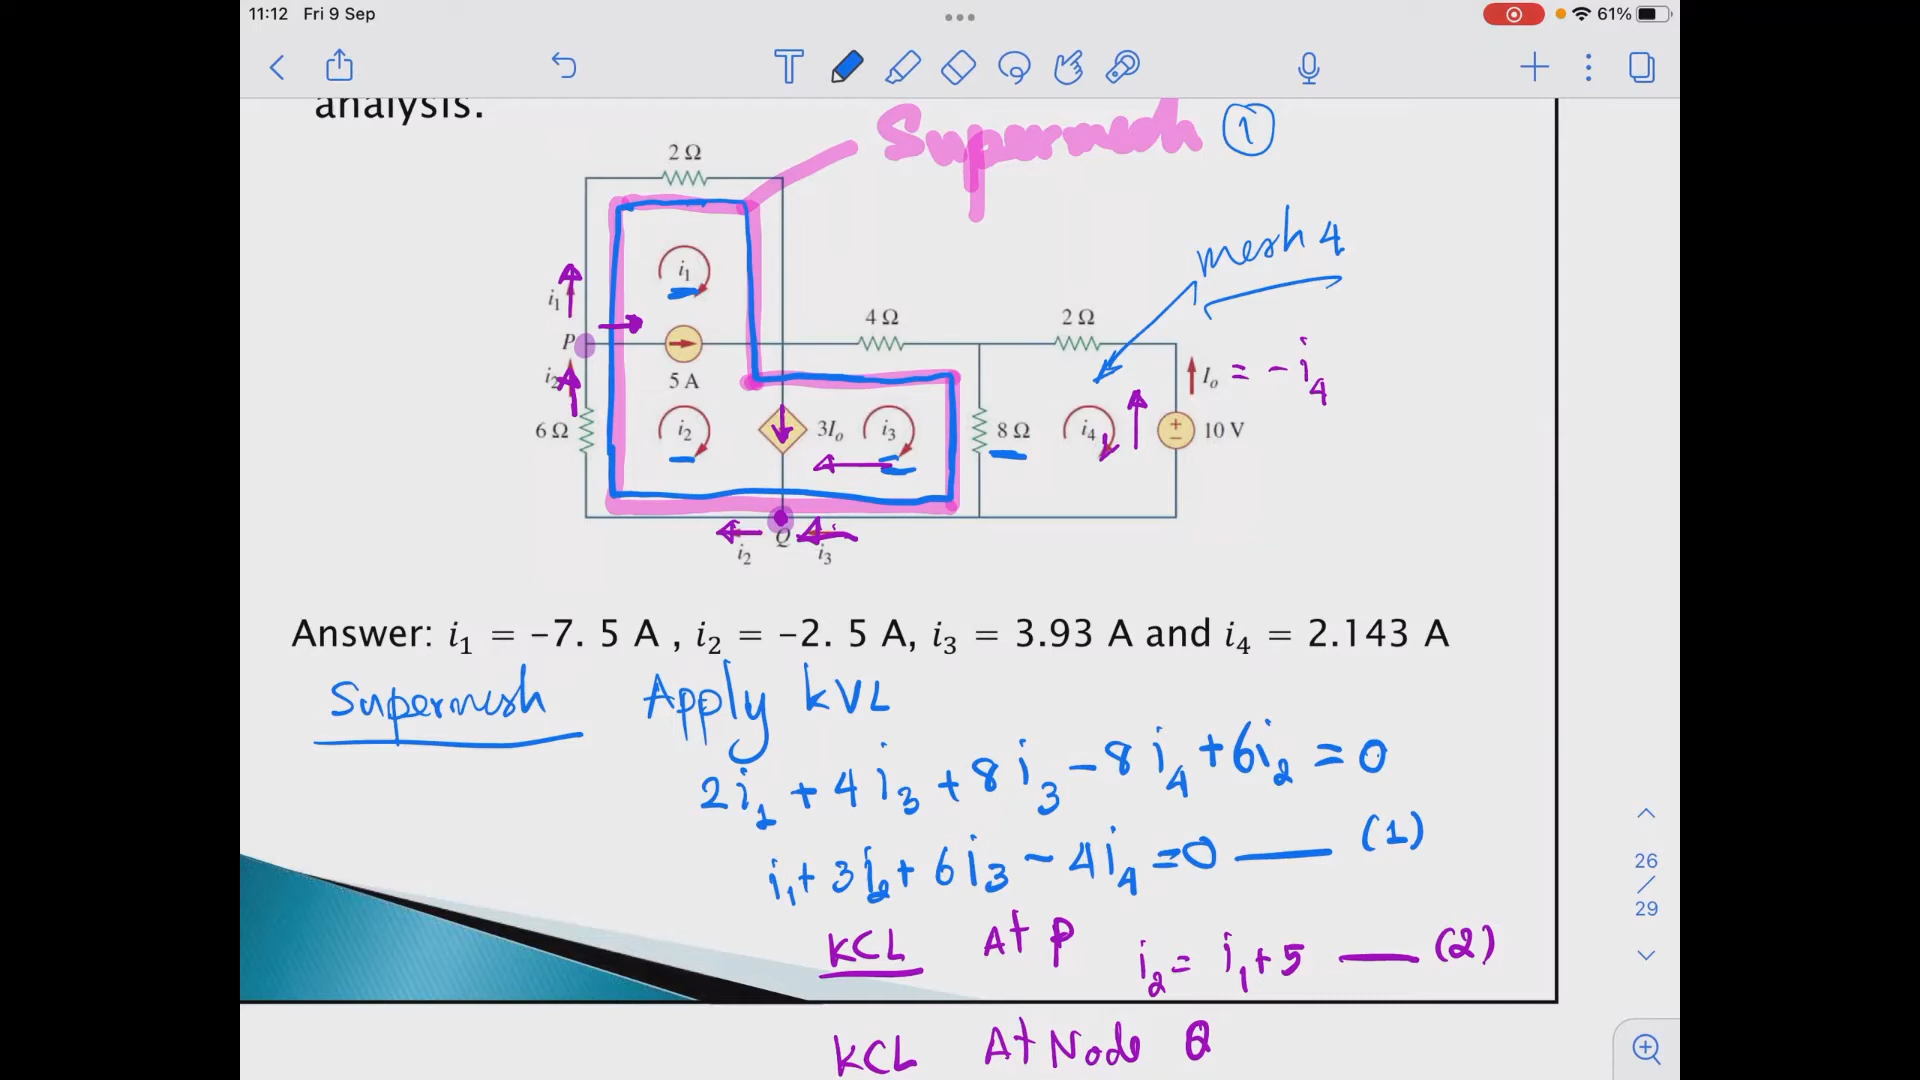 11:12 Fri 9 Sep 61%
analysis.
Supermesh ①
2 Ω
mesh 4
i₁
i₁
4 Ω
2 Ω
P
i₂
5 A
Iₒ = -i₄
6 Ω
i₂
3Iₒ
i₃
8 Ω
i₄
10 V
i₂
Q
i₃
Answer: i₁ = −7. 5 A , i₂ = −2. 5 A, i₃ = 3.93 A and i₄ = 2.143 A
Supermesh Apply KVL
2i₁ + 4i₃ + 8i₃ - 8i₄ + 6i₂ = 0
i₁ + 3i₂ + 6i₃ - 4i₄ = 0 — (1)
KCL At P i₂ = i₁ + 5 — (2)
KCL At Node Q
26
/
29